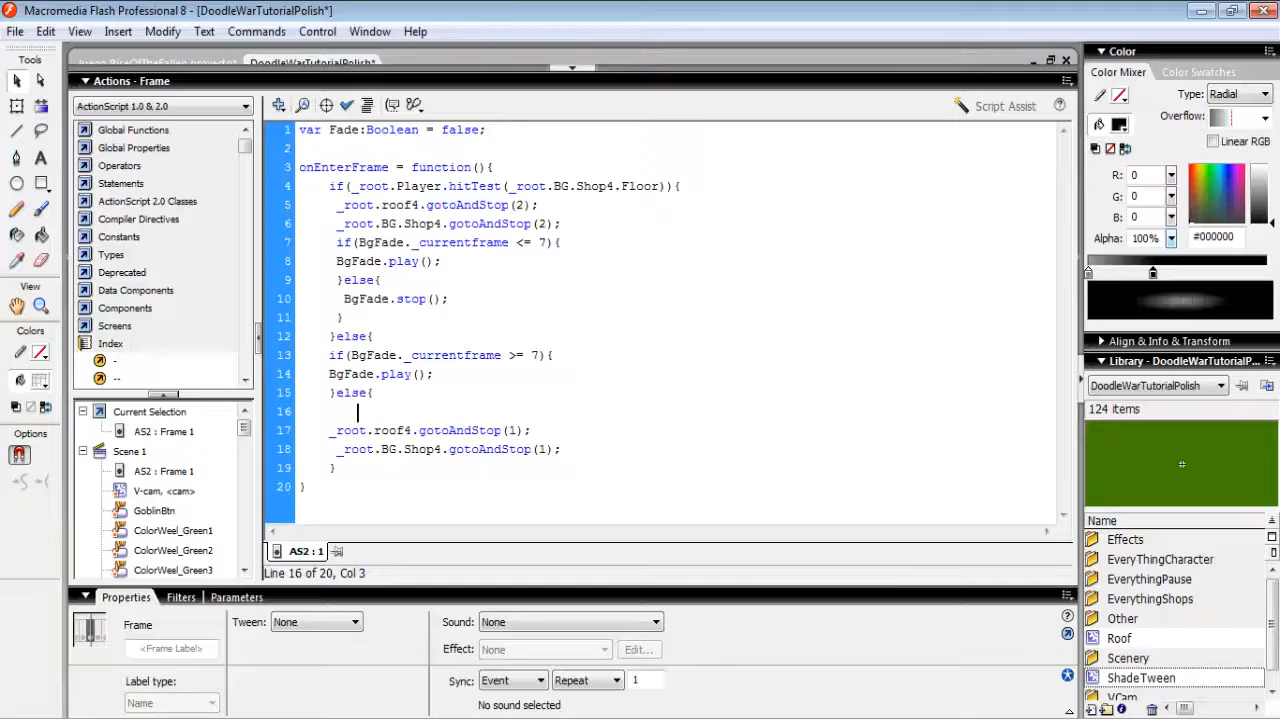 Macromedia Flash Professional 8 - [DoodleWarTutorialPolish*]
File Edit View Insert Modify Text Commands Control Window Help
Tools
View
Colors
Options
DoodleWarTutorialPolish*
Actions - Frame
ActionScript 1.0 & 2.0
Global Functions
Global Properties
Operators
Statements
ActionScript 2.0 Classes
Compiler Directives
Constants
Types
Deprecated
Data Components
Components
Screens
Index
-
--
Current Selection
AS2 : Frame 1
Scene 1
AS2 : Frame 1
V-cam, <cam>
GoblinBtn
ColorWeel_Green1
ColorWeel_Green2
ColorWeel_Green3
Script Assist
1 var Fade:Boolean = false;
2
3 onEnterFrame = function(){
4 if(_root.Player.hitTest(_root.BG.Shop4.Floor)){
5 _root.roof4.gotoAndStop(2);
6 _root.BG.Shop4.gotoAndStop(2);
7 if(BgFade._currentframe <= 7){
8 BgFade.play();
9 }else{
10 BgFade.stop();
11 }
12 }else{
13 if(BgFade._currentframe >= 7){
14 BgFade.play();
15 }else{
16
17 _root.roof4.gotoAndStop(1);
18 _root.BG.Shop4.gotoAndStop(1);
19 }
20 }
AS2 : 1
Line 16 of 20, Col 3
Properties Filters Parameters
Frame
<Frame Label>
Label type:
Name
Tween: None
Sound: None
Effect: None Edit...
Sync: Event Repeat 1
No sound selected
Color
Color Mixer Color Swatches
Type: Radial
Overflow:
Linear RGB
R: 0
G: 0
B: 0
Alpha: 100% #000000
Align & Info & Transform
Library - DoodleWarTutorialP...
DoodleWarTutorialPolish
124 items
Name
Effects
EveryThingCharacter
EverythingPause
EverythingShops
Other
Roof
Scenery
ShadeTween
VCam